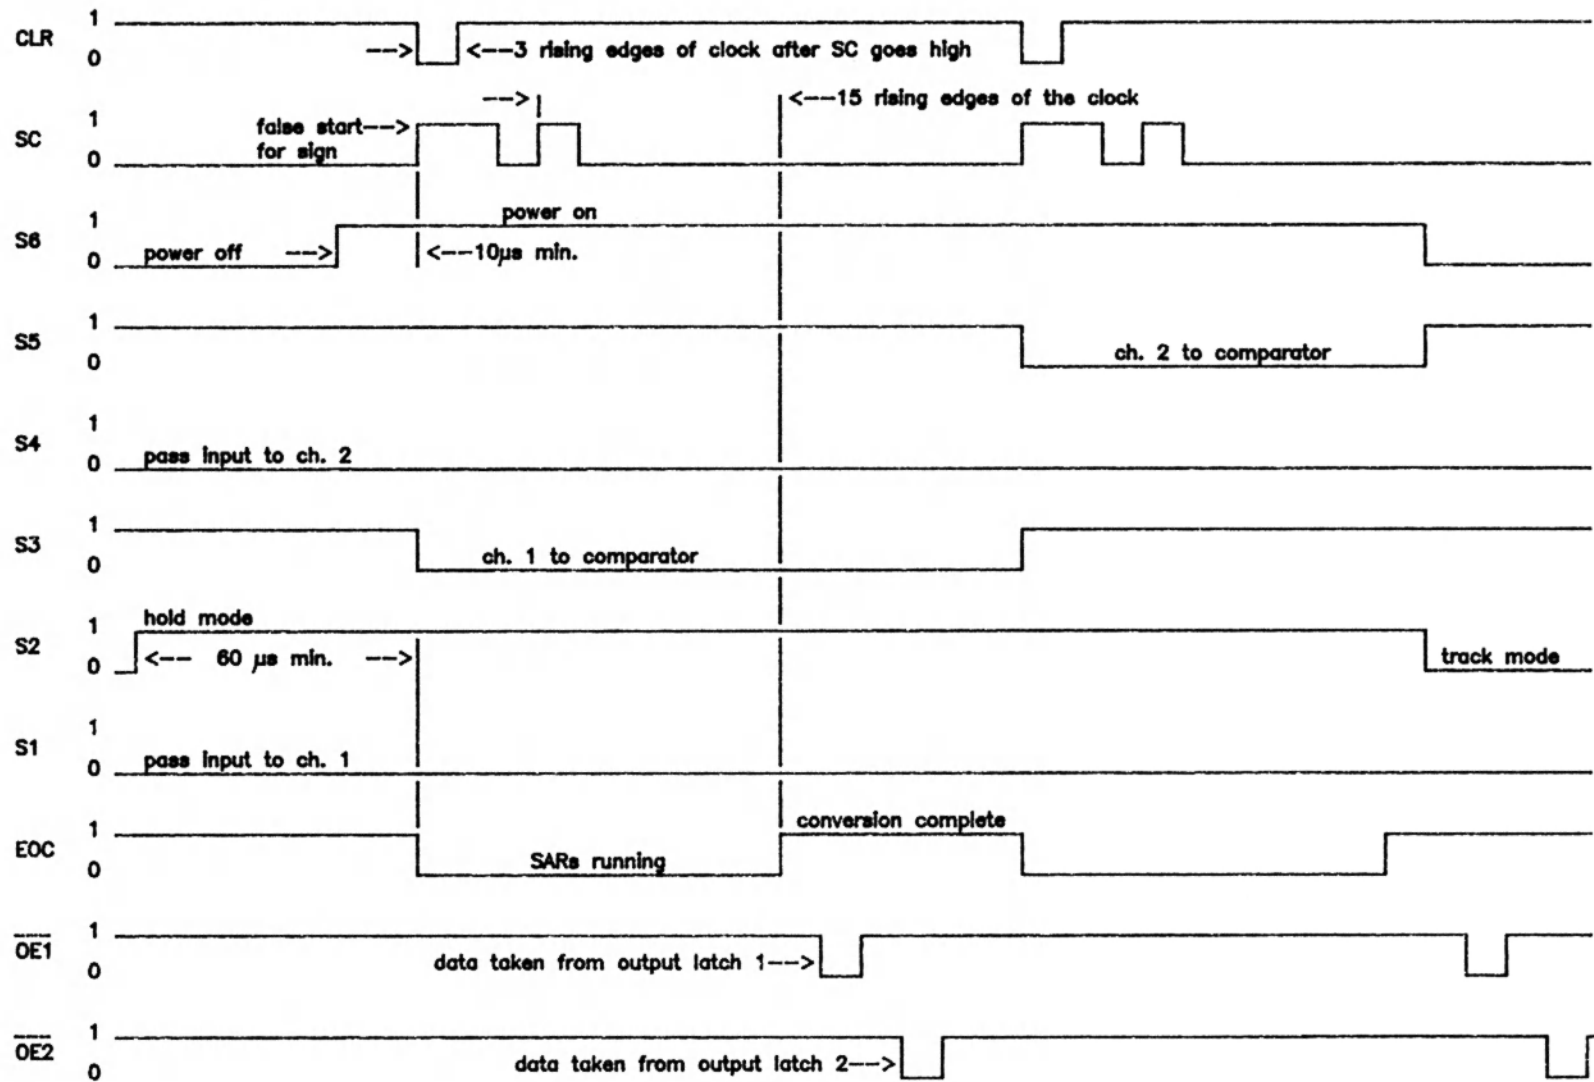 CLR 1
0
--->
<---3 rising edges of clock after SC goes high
SC 1
0
false start--->
for sign
--->
<---15 rising edges of the clock
S6 1
0
power on
power off --->
<---10µs min.
S5 1
0
ch. 2 to comparator
S4 1
0
pass input to ch. 2
S3 1
0
ch. 1 to comparator
S2 1
0
hold mode
<--- 60 µs min. --->
track mode
S1 1
0
pass input to ch. 1
EOC 1
0
conversion complete
SARs running
OE1 1
0
data taken from output latch 1--->
OE2 1
0
data taken from output latch 2--->